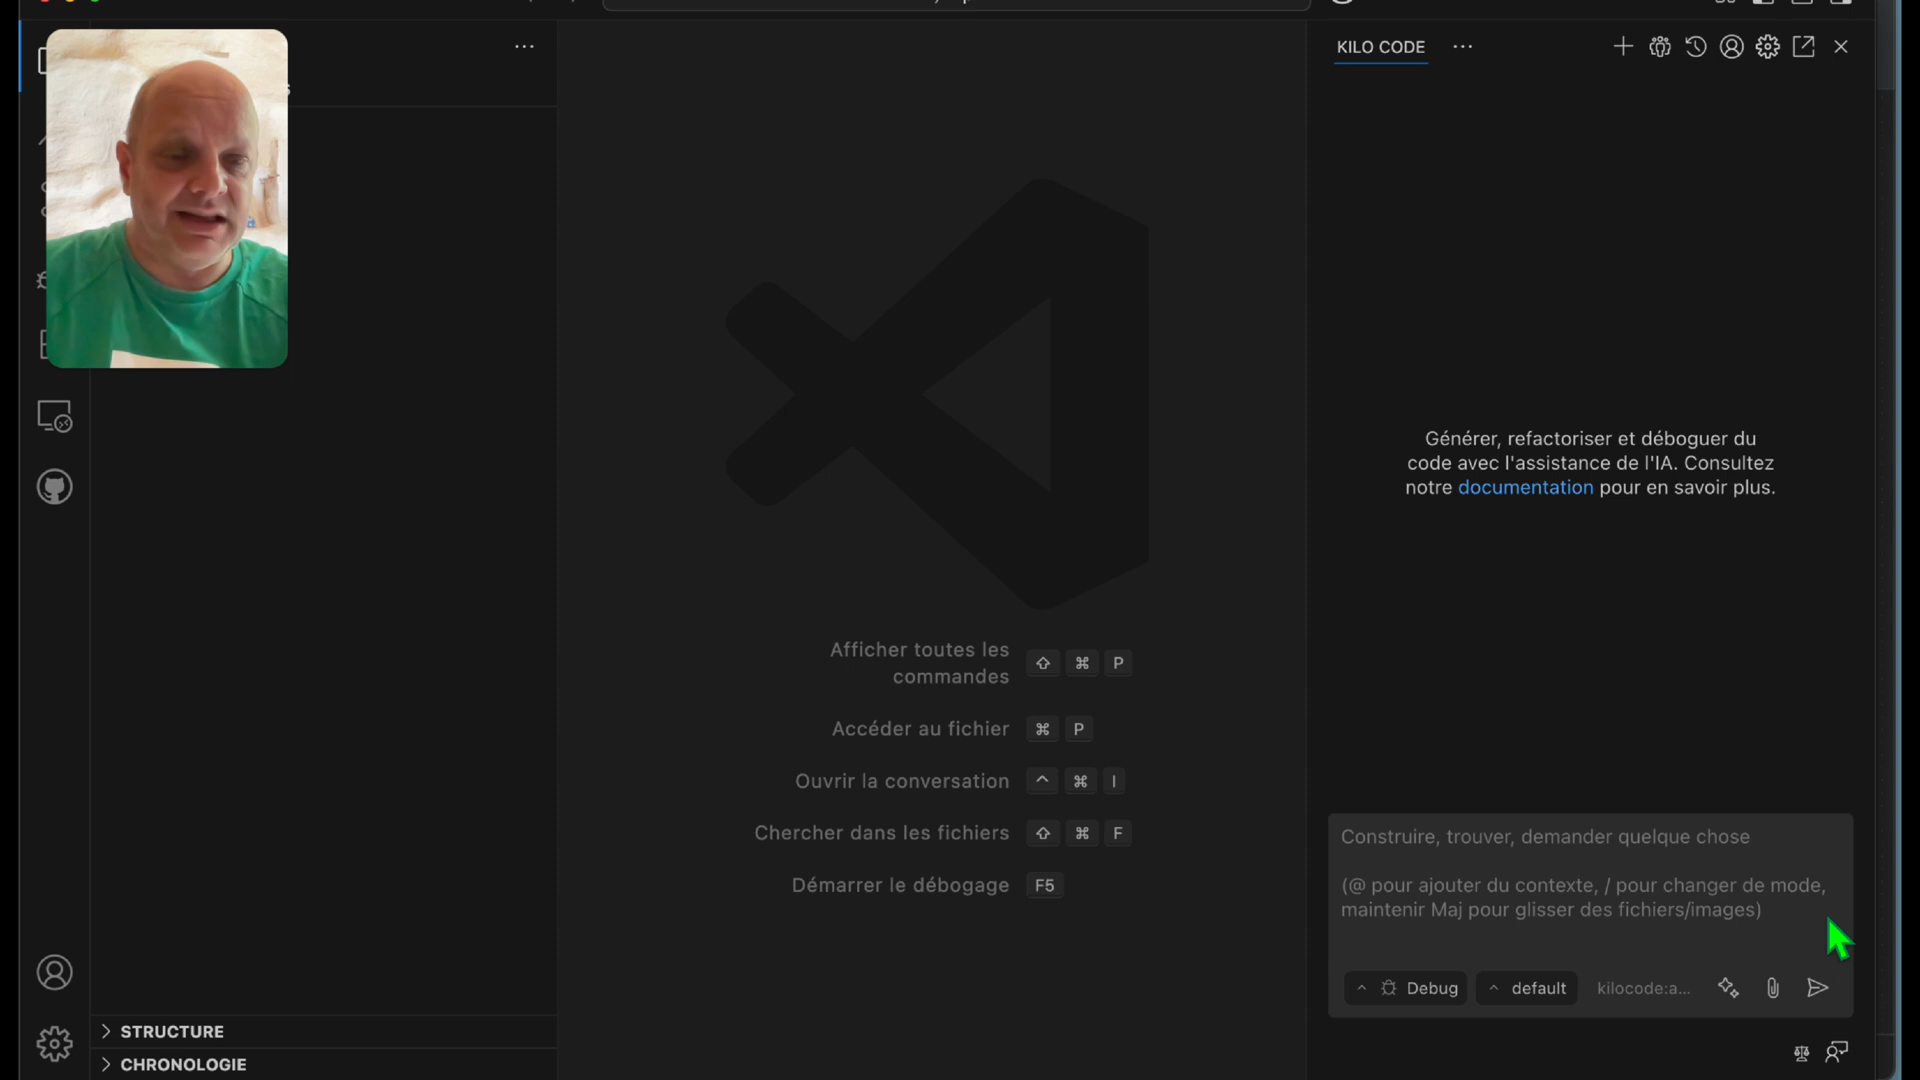 KILO CODE
Générer, refactoriser et déboguer du
code avec l'assistance de l'IA. Consultez
notre documentation pour en savoir plus.
Afficher toutes les
commandes
⇧ ⌘ P
Accéder au fichier
⌘ P
Ouvrir la conversation
^ ⌘ I
Chercher dans les fichiers
⇧ ⌘ F
Démarrer le débogage
F5
Construire, trouver, demander quelque chose
(@ pour ajouter du contexte, / pour changer de mode,
maintenir Maj pour glisser des fichiers/images)
Debug
default
kilocode:a...
STRUCTURE
CHRONOLOGIE